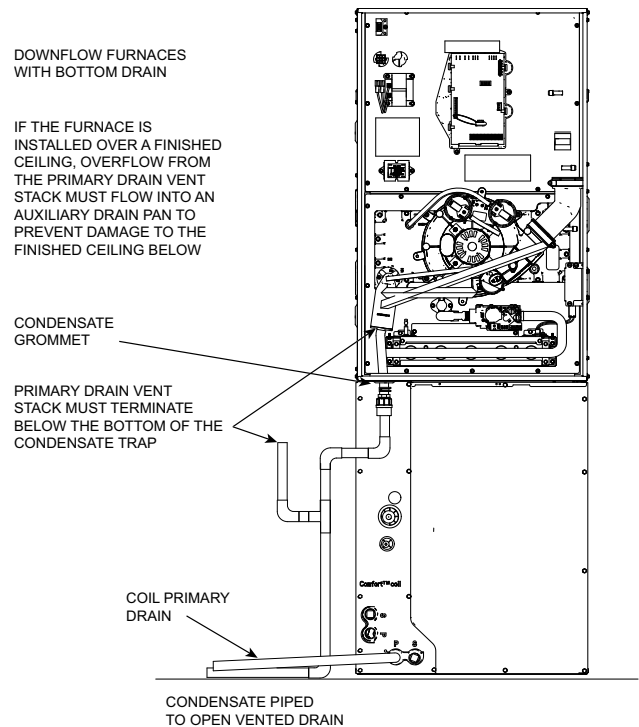 DOWNFLOW FURNACES
WITH BOTTOM DRAIN
IF THE FURNACE IS
INSTALLED OVER A FINISHED
CEILING, OVERFLOW FROM
THE PRIMARY DRAIN VENT
STACK MUST FLOW INTO AN
AUXILIARY DRAIN PAN TO
PREVENT DAMAGE TO THE
FINISHED CEILING BELOW
CONDENSATE
GROMMET
PRIMARY DRAIN VENT
STACK MUST TERMINATE
BELOW THE BOTTOM OF THE
CONDENSATE TRAP
Comfort™coil
COIL PRIMARY
DRAIN
P S
CONDENSATE PIPED
TO OPEN VENTED DRAIN